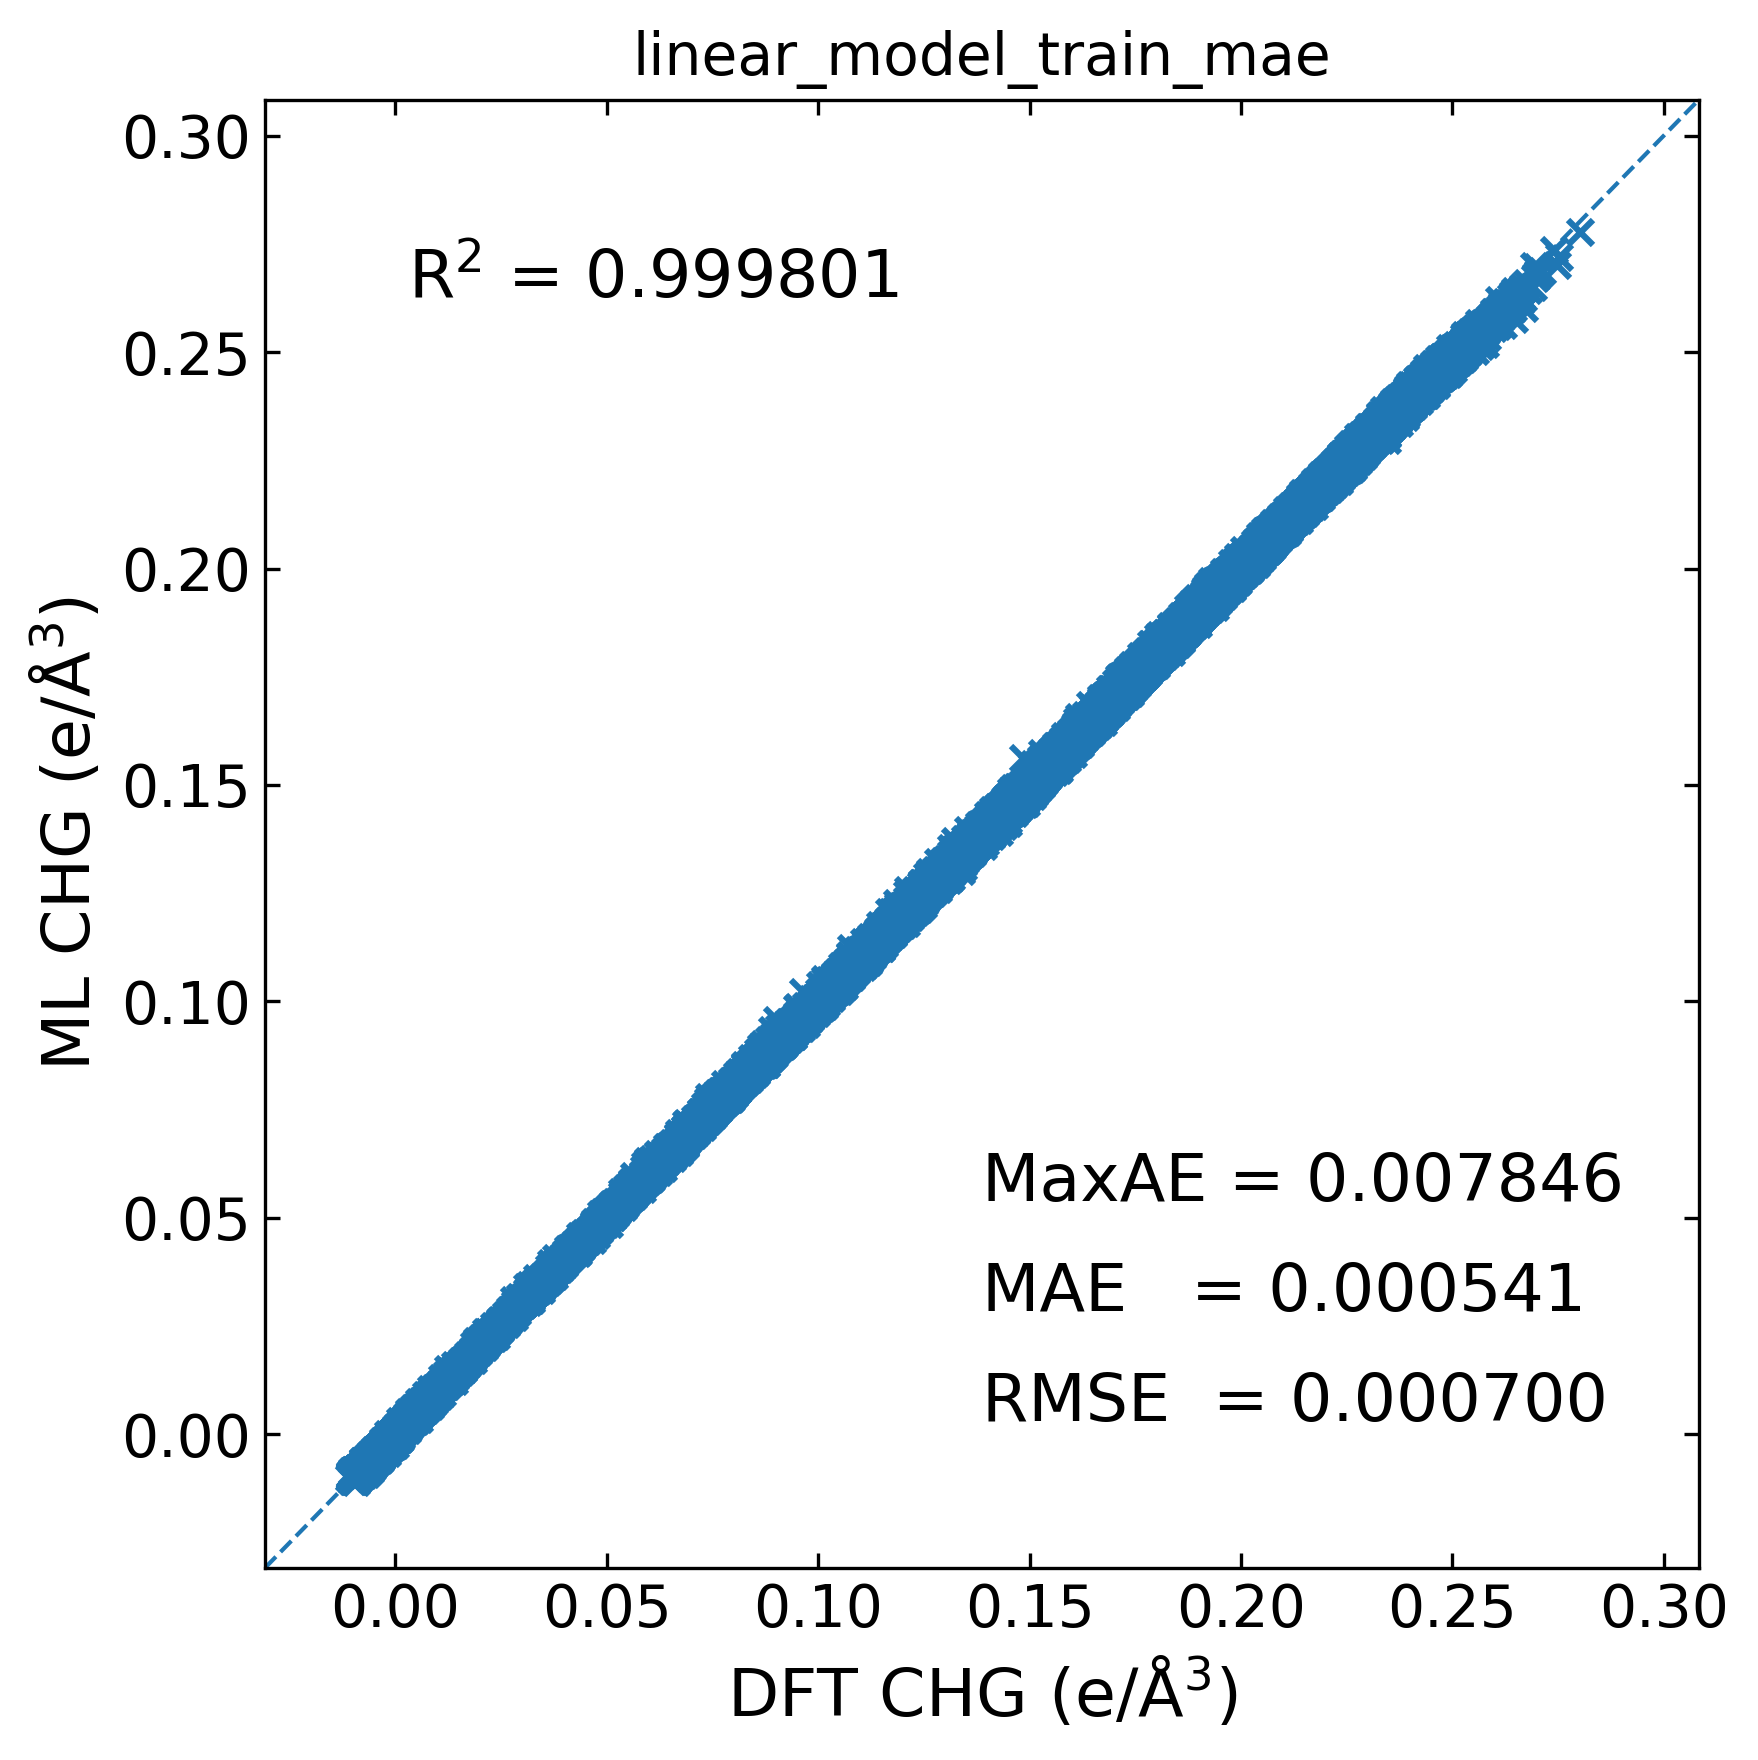 linear_model_train_mae
0.30
0.25
0.20
0.15
0.10
0.05
0.00
ML CHG (e/Å³)
R² = 0.999801
MaxAE = 0.007846
MAE = 0.000541
RMSE = 0.000700
0.00 0.05 0.10 0.15 0.20 0.25 0.30
DFT CHG (e/Å³)